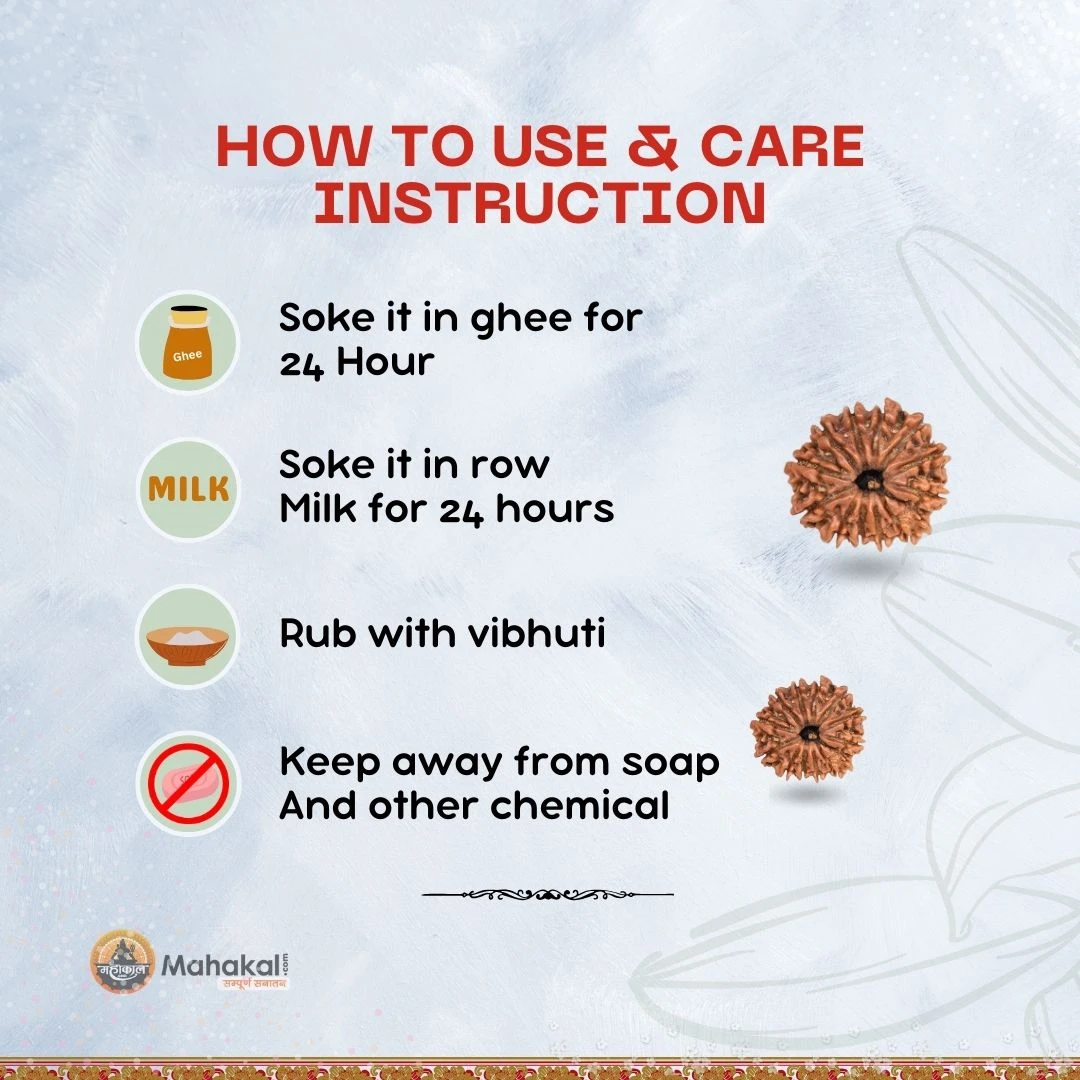 HOW TO USE & CARE
INSTRUCTION
Ghee
Soke it in ghee for
24 Hour
MILK
Soke it in row
Milk for 24 hours
Rub with vibhuti
Keep away from soap
And other chemical
महाकाल
Mahakal.com
सम्पूर्ण सनातन